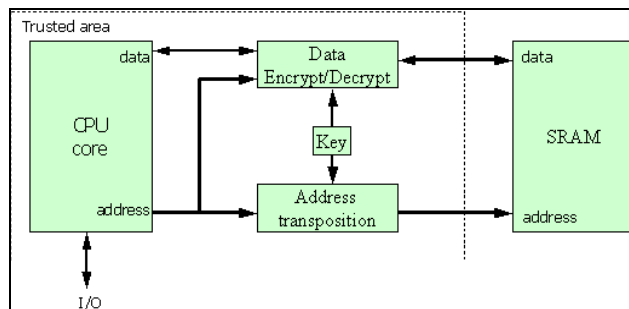 Trusted area
data
Data
Encrypt/Decrypt
data
CPU
core
Key
SRAM
address
Address
transposition
address
I/O